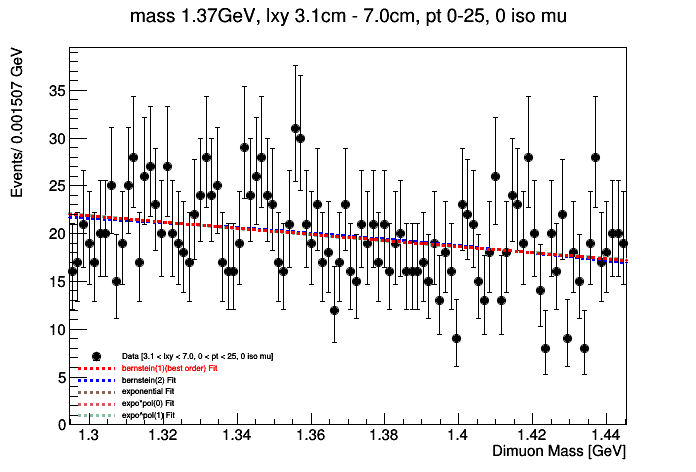 mass 1.37GeV, lxy 3.1cm - 7.0cm, pt 0-25, 0 iso mu
Events/ 0.001507 GeV
35
30
25
20
15
10
5
0
Data [3.1 < lxy < 7.0, 0 < pt < 25, 0 iso mu]
bernstein(1)(best order) Fit
bernstein(2) Fit
exponential Fit
expo*pol(0) Fit
expo*pol(1) Fit
1.3 1.32 1.34 1.36 1.38 1.4 1.42 1.44
Dimuon Mass [GeV]